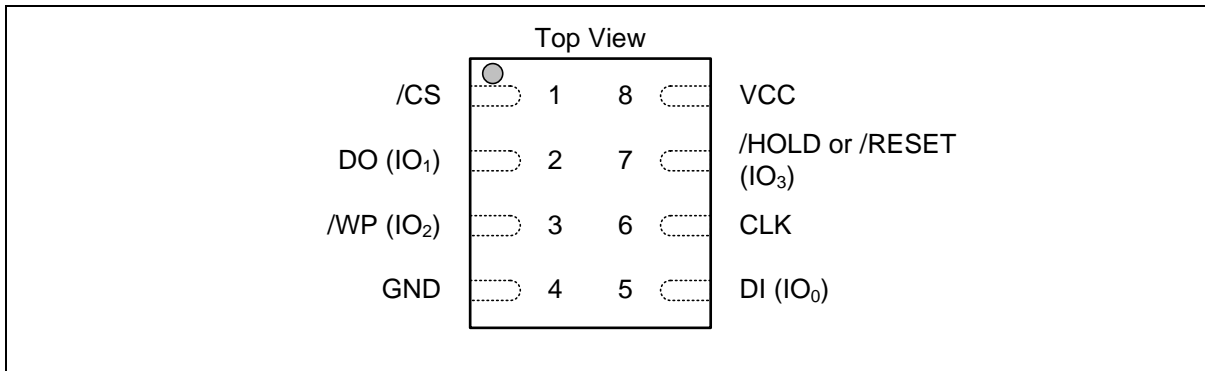 Top View
/CS 1 8 VCC
DO (IO₁) 2 7 /HOLD or /RESET
(IO₃)
/WP (IO₂) 3 6 CLK
GND 4 5 DI (IO₀)